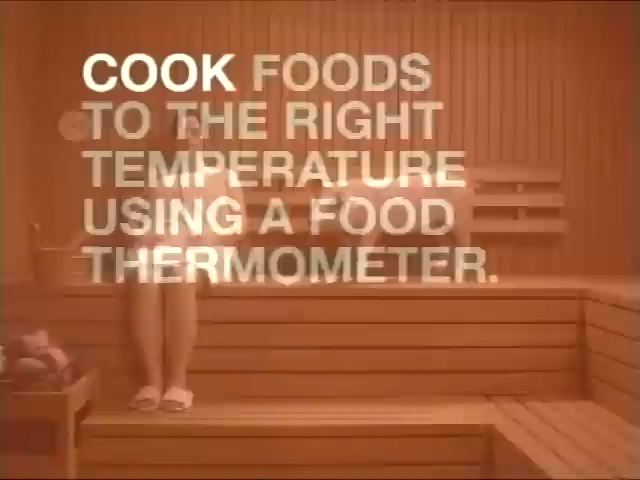 COOK FOODS
TO THE RIGHT
TEMPERATURE
USING A FOOD
THERMOMETER.